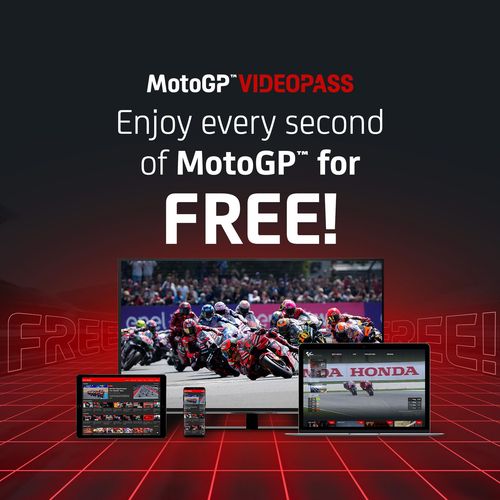 MotoGP™ VIDEOPASS
Enjoy every second
of MotoGP™ for
FREE!
FREE
FREE!
HONDA